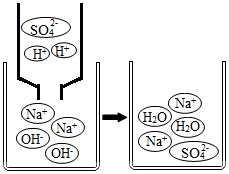 SO₄²⁻
H⁺ H⁺
Na⁺
Na⁺
OH⁻
OH⁻
Na⁺
H₂O
H₂O
Na⁺
SO₄²⁻